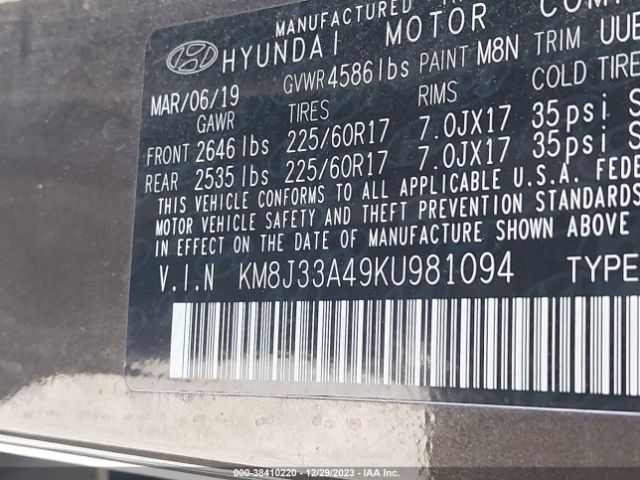 MANUFACTURED
HYUNDAI MOTOR
GVWR 4586 lbs PAINT M8N TRIM
MAR/06/19 TIRES RIMS COLD TIRE
GAWR
FRONT 2646 lbs 225/60R17 7.0JX17 35psi
REAR 2535 lbs 225/60R17 7.0JX17 35psi
THIS VEHICLE CONFORMS TO ALL APPLICABLE U.S.A. FEDE
MOTOR VEHICLE SAFETY AND THEFT PREVENTION STANDARDS
IN EFFECT ON THE DATE OF MANUFACTURE SHOWN ABOVE
V.I.N KM8J33A49KU981094 TYPE
000-38410220 - 12/29/2023 - IAA Inc.